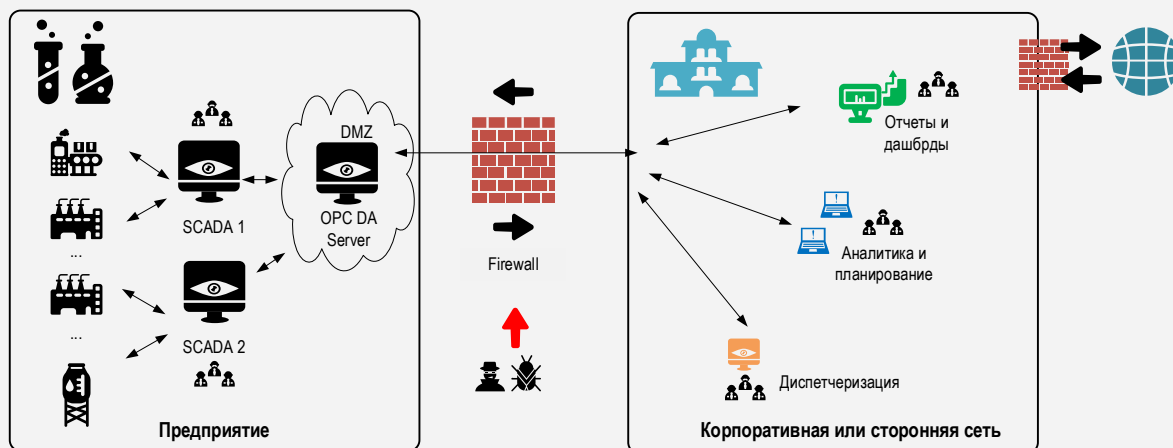 DMZ
OPC DA
Server
SCADA 1
...
...
SCADA 2
Предприятие
Firewall
Отчеты и
дашбрды
Аналитика и
планирование
Диспетчеризация
Корпоративная или сторонняя сеть